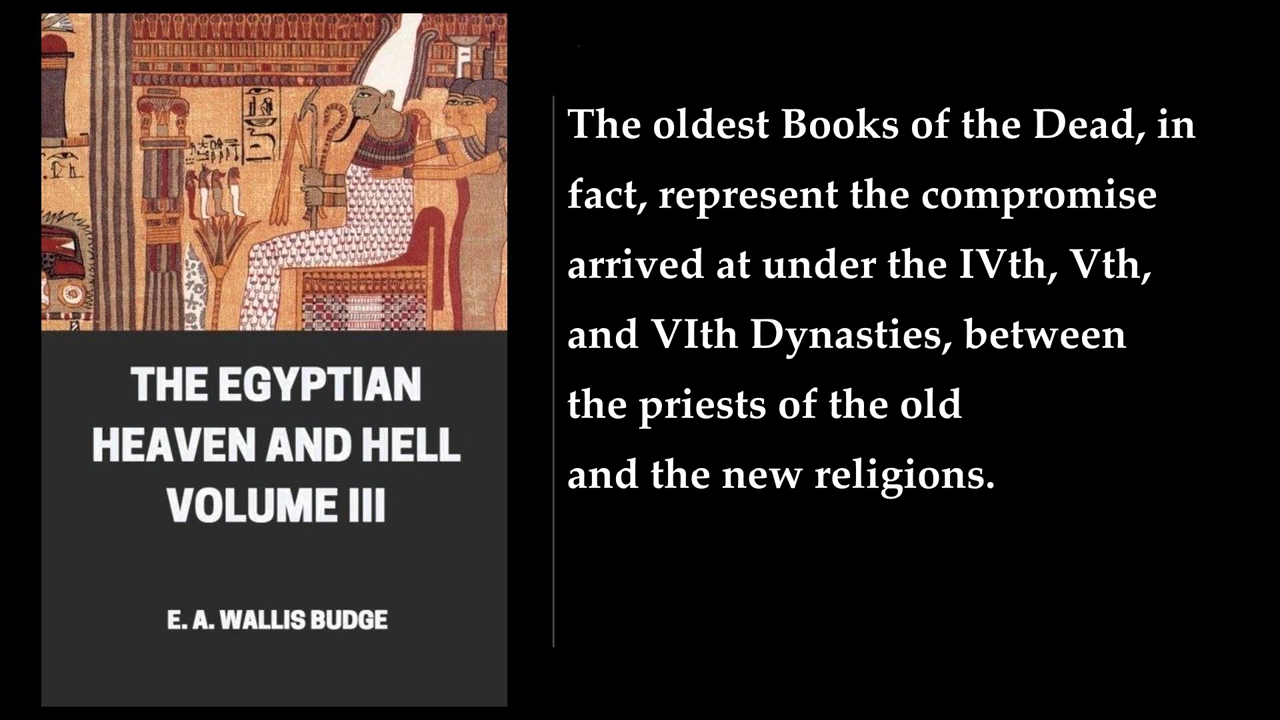 THE EGYPTIAN
HEAVEN AND HELL
VOLUME III
E. A. WALLIS BUDGE
The oldest Books of the Dead, in
fact, represent the compromise
arrived at under the IVth, Vth,
and VIth Dynasties, between
the priests of the old
and the new religions.